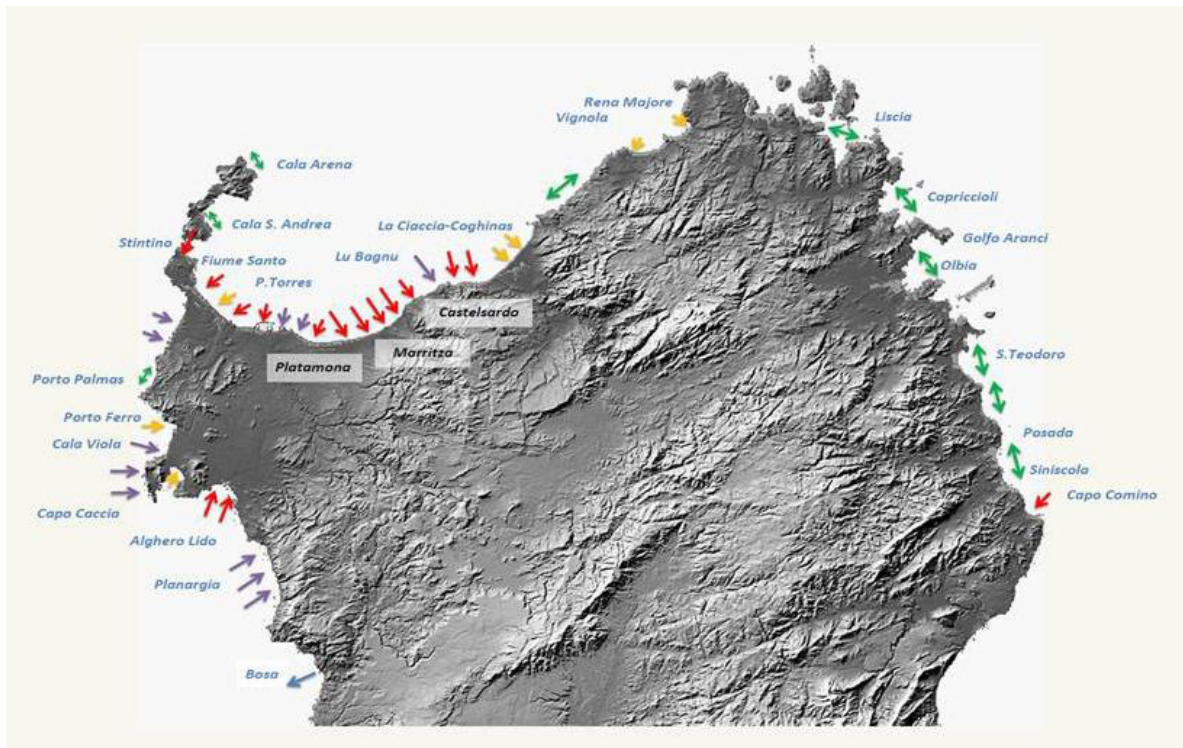 Rena Majore
Vignola
Liscia
Cala Arena
Capriccioli
Cala S. Andrea
La Ciaccia-Coghinas
Stintino
Golfo Aranci
Fiume Santo
Lu Bagnu
Olbia
P.Torres
Castelsardo
Marritza
S.Teodoro
Platamona
Porto Palmas
Porto Ferro
Posada
Cala Viola
Siniscola
Capo Comino
Capo Caccia
Alghero Lido
Planargia
Bosa